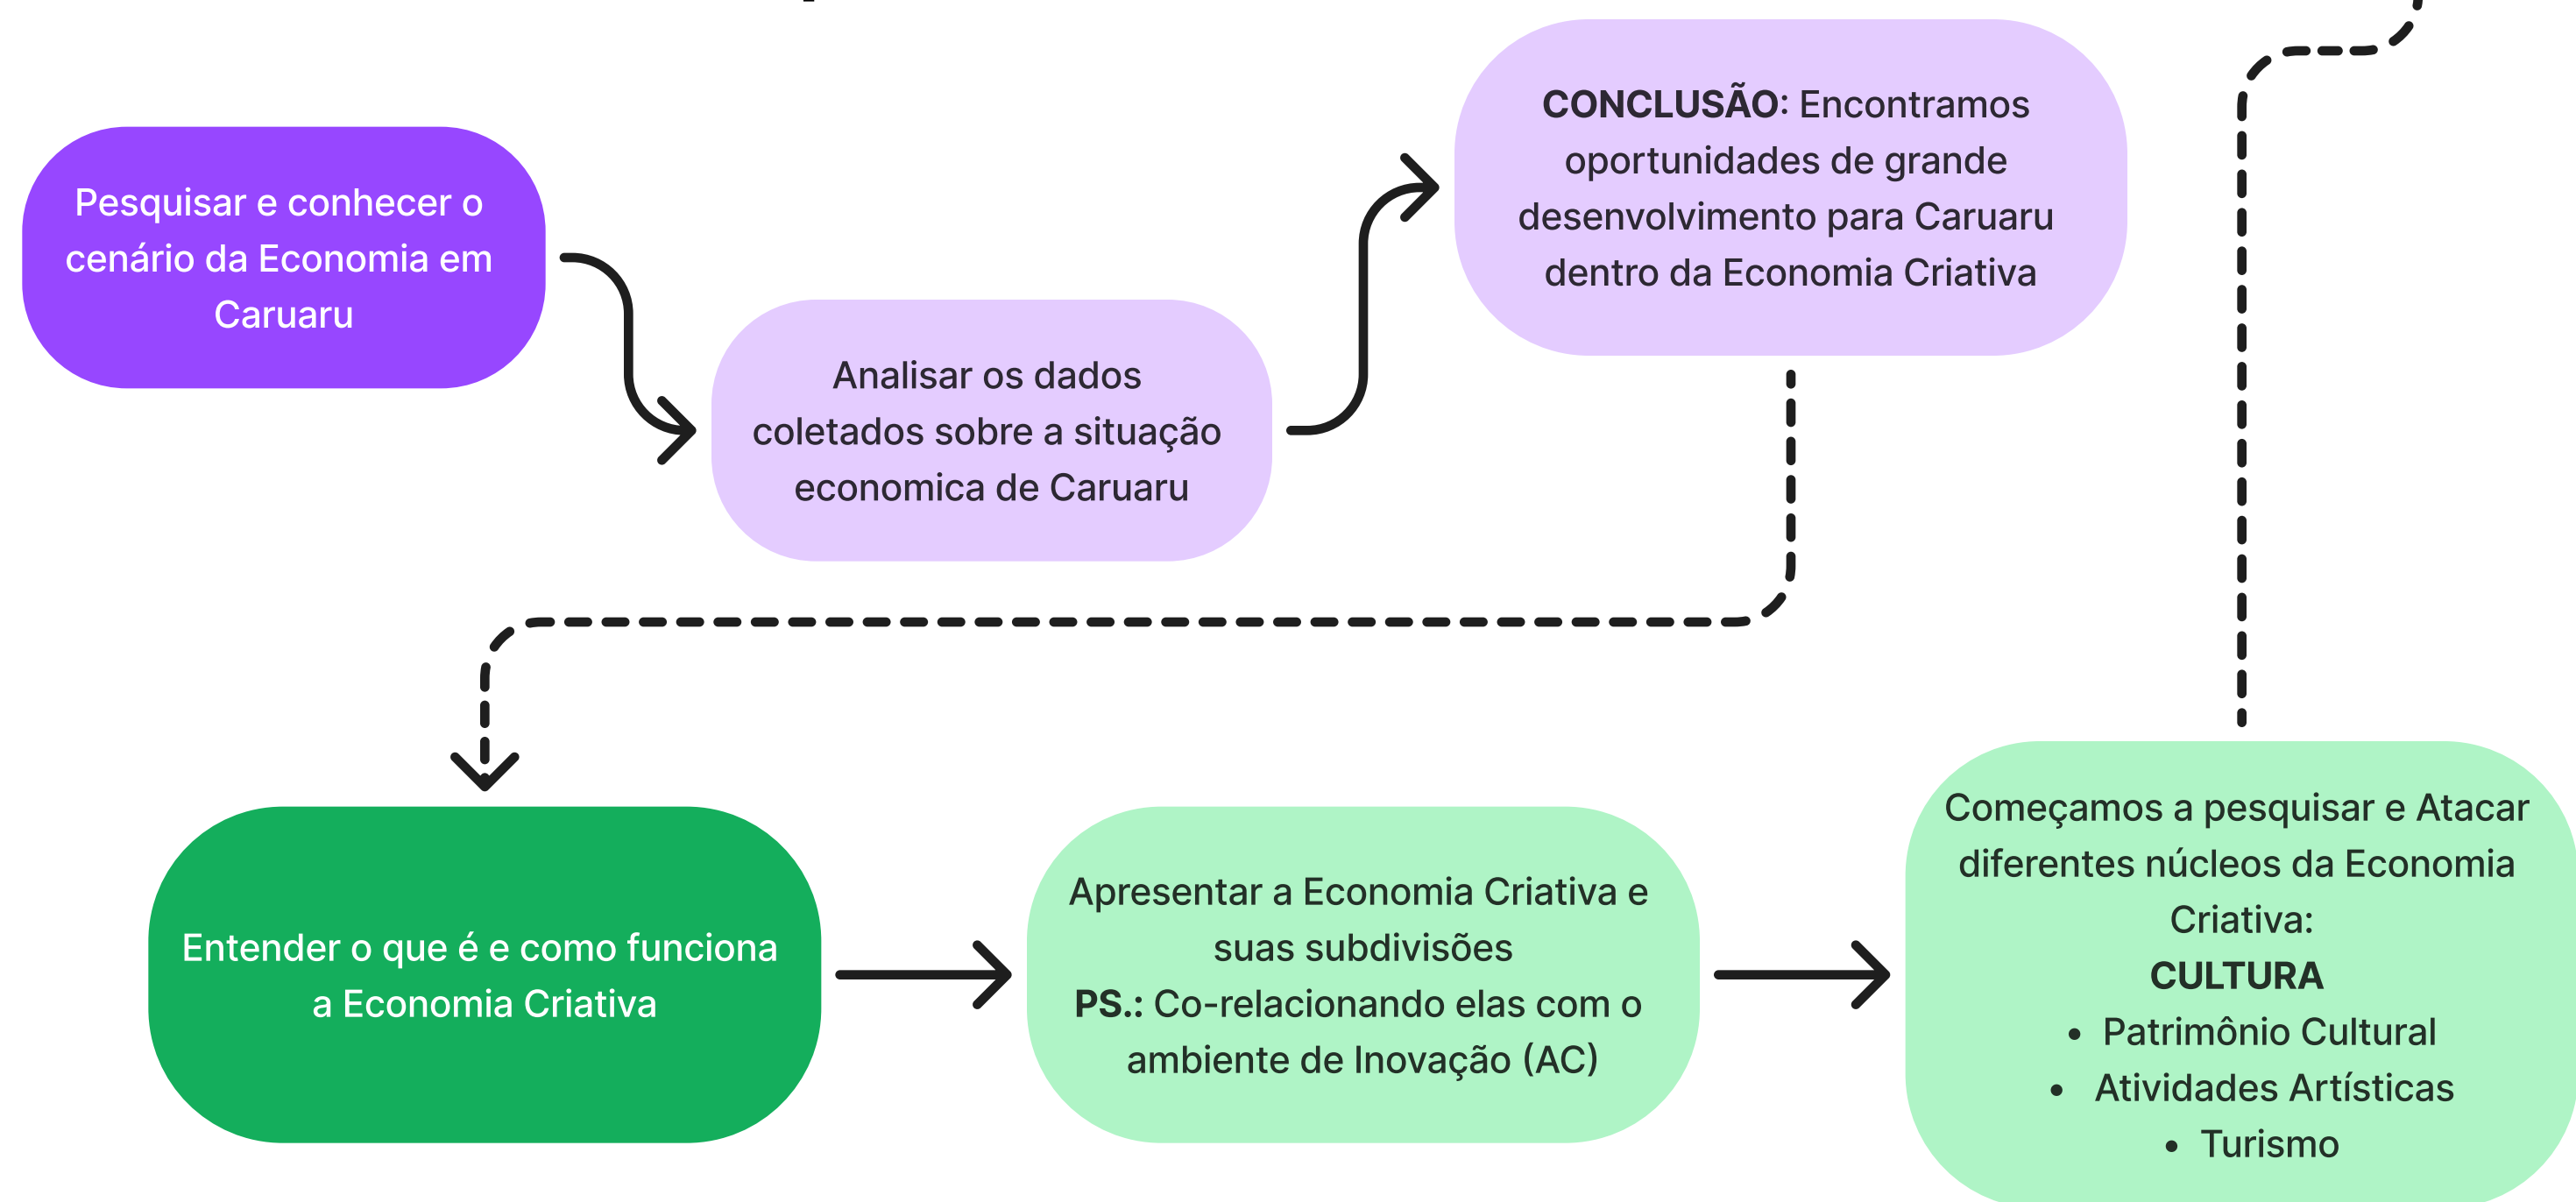 Pesquisar e conhecer o
cenário da Economia em
Caruaru
Analisar os dados
coletados sobre a situação
economica de Caruaru
CONCLUSÃO: Encontramos
oportunidades de grande
desenvolvimento para Caruaru
dentro da Economia Criativa
Entender o que é e como funciona
a Economia Criativa
Apresentar a Economia Criativa e
suas subdivisões
PS.: Co-relacionando elas com o
ambiente de Inovação (AC)
Começamos a pesquisar e Atacar
diferentes núcleos da Economia
Criativa:
CULTURA
• Patrimônio Cultural
• Atividades Artísticas
• Turismo